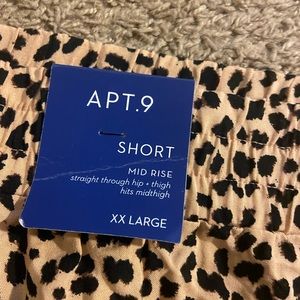 APT.9
SHORT
MID RISE
straight through hip • thigh
hits midthigh
XX LARGE